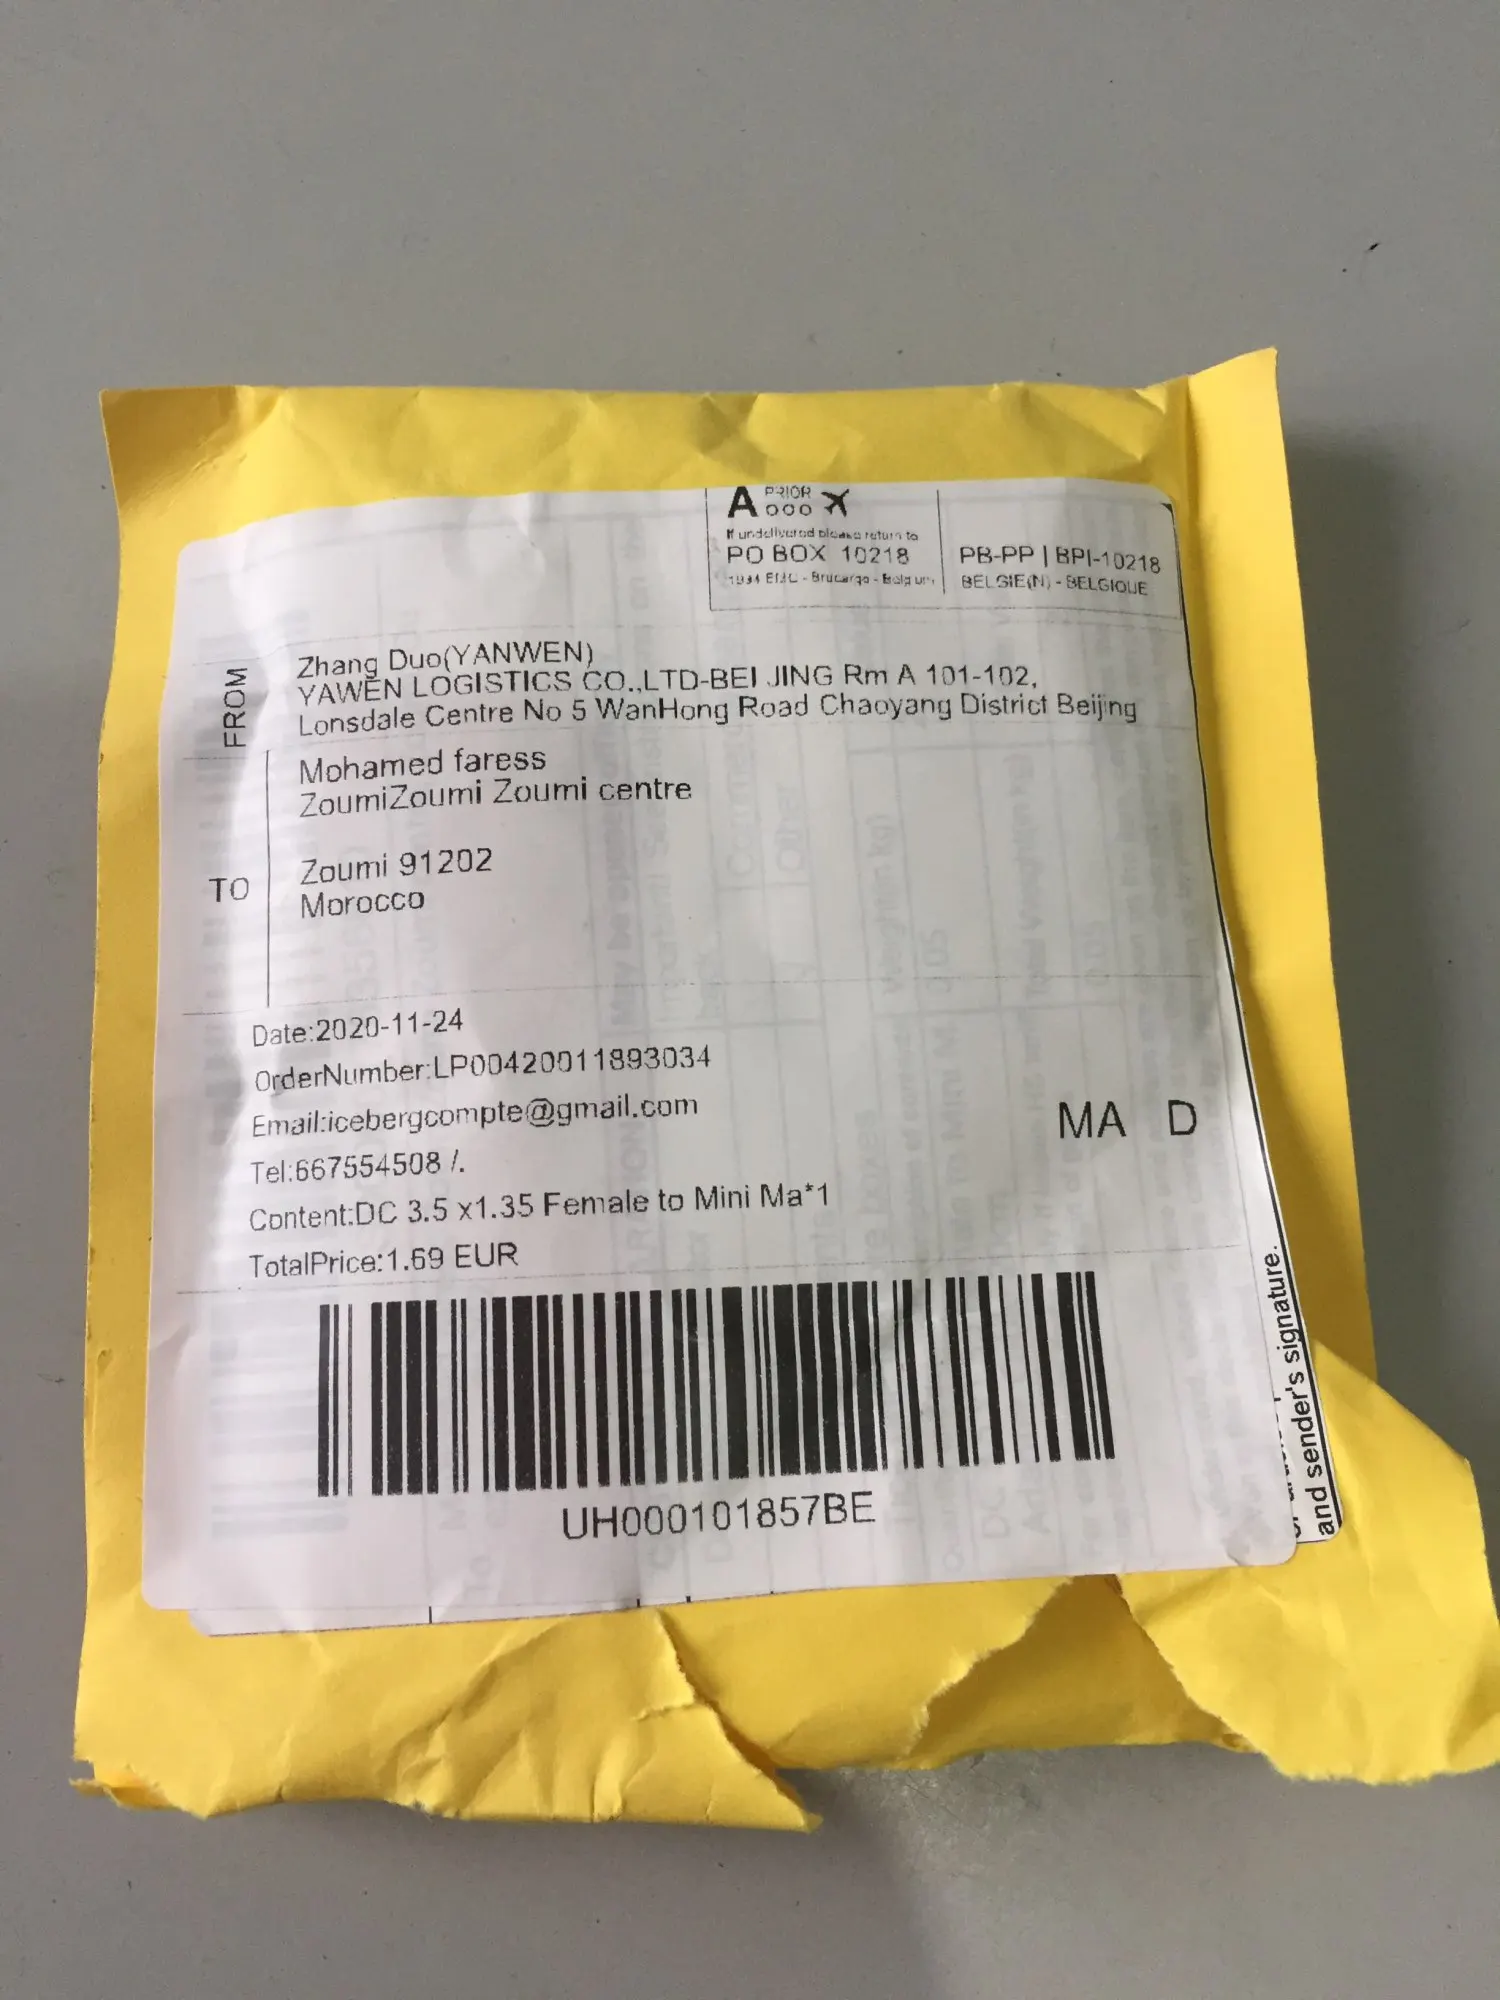 A PRIOR
If undelivered please return to
PO BOX 10218
1934 EMC - Brucargo - Belgium
PB-PP | BPI-10218
BELGIE(N) - BELGIQUE
FROM
Zhang Duo(YANWEN)
YAWEN LOGISTICS CO.,LTD-BEI JING Rm A 101-102,
Lonsdale Centre No 5 WanHong Road Chaoyang District Beijing
TO
Mohamed faress
ZoumiZoumi Zoumi centre
Zoumi 91202
Morocco
Date:2020-11-24
OrderNumber:LP00420011893034
Email:icebergcompte@gmail.com
Tel:667554508 /.
Content:DC 3.5 x1.35 Female to Mini Ma*1
TotalPrice:1.69 EUR
MA D
UH000101857BE
and sender's signature.